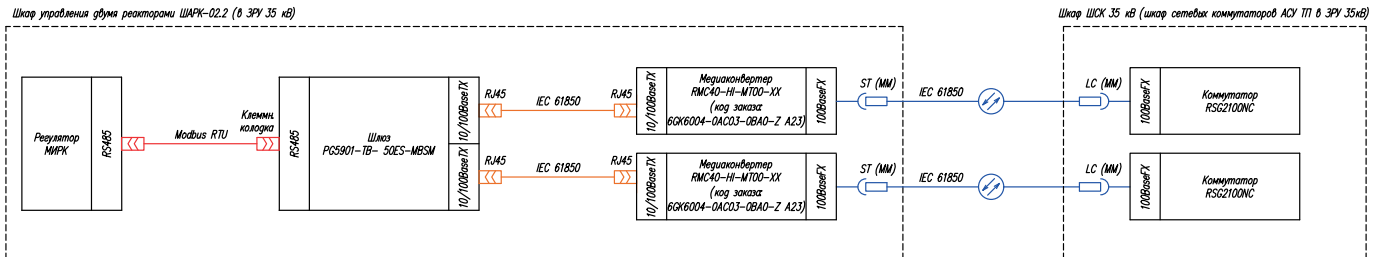 Шкаф управления двумя реакторами ШАРК-02.2 (в ЗРУ 35 кВ)
Шкаф ШСК 35 кВ (шкаф сетевых коммутаторов АСУ ТП в ЗРУ 35кВ)
Регулятор
МИРК
RS485
Modbus RTU
Клеммн.
колодка
RS485
Шлюз
PG5901-TB- 50ES-MBSM
10/100BaseTX
RJ45
IEC 61850
RJ45
10/100BaseTX
Медиаконвертер
RMC40-HI-MT00-XX
(код заказа:
6GK6004-0AC03-0BA0-Z A23)
100BaseFX
ST (MM)
IEC 61850
LC (MM)
100BaseFX
Коммутатор
RSG2100NC
10/100BaseTX
RJ45
IEC 61850
RJ45
10/100BaseTX
Медиаконвертер
RMC40-HI-MT00-XX
(код заказа:
6GK6004-0AC03-0BA0-Z A23)
100BaseFX
ST (MM)
IEC 61850
LC (MM)
100BaseFX
Коммутатор
RSG2100NC